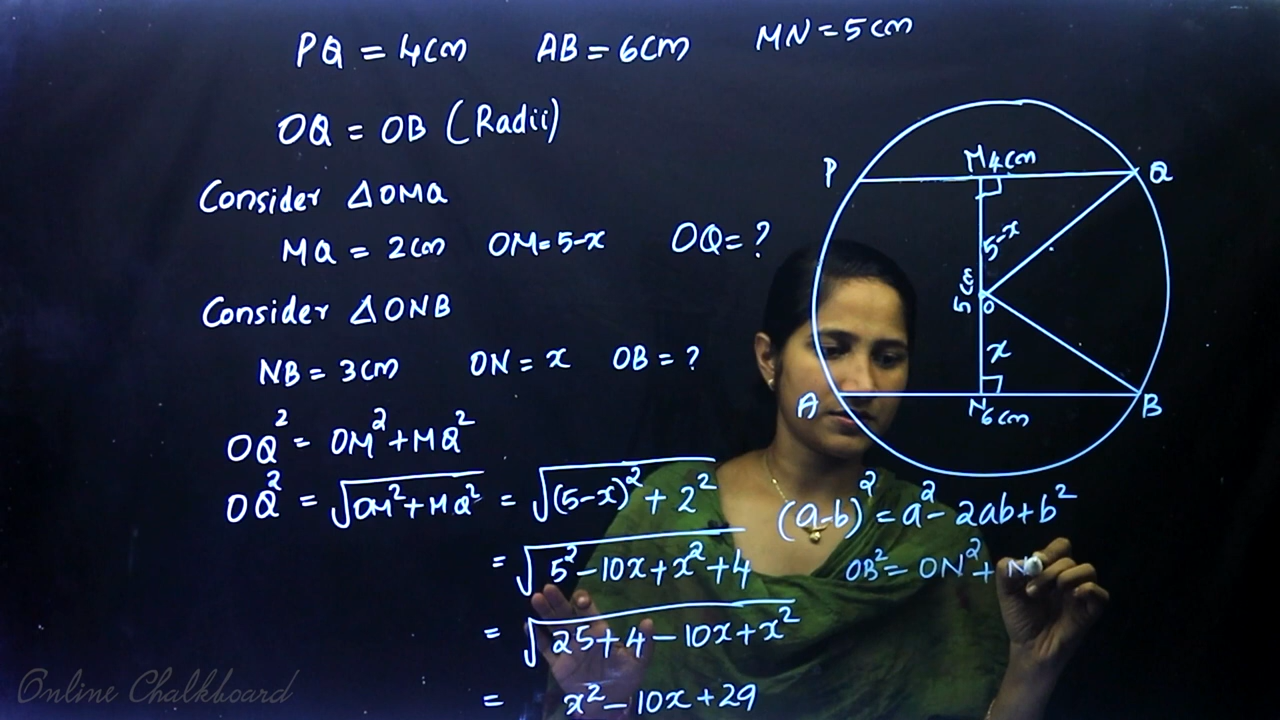 PQ = 4cm AB = 6cm MN = 5cm
OQ = OB (Radii)
Consider △OMQ
MQ = 2cm OM = 5-x OQ = ?
Consider △ONB
NB = 3cm ON = x OB = ?
OQ² = OM² + MQ²
OQ² = √(OM² + MQ²) = √((5-x)² + 2²)
= √(5² - 10x + x² + 4)
= √(25 + 4 - 10x + x²)
= x² - 10x + 29
(a-b)² = a² - 2ab + b²
OB² = ON² + N
P M 4cm Q
5-x
5cm
O
x
A N 6cm B
Online Chalkboard